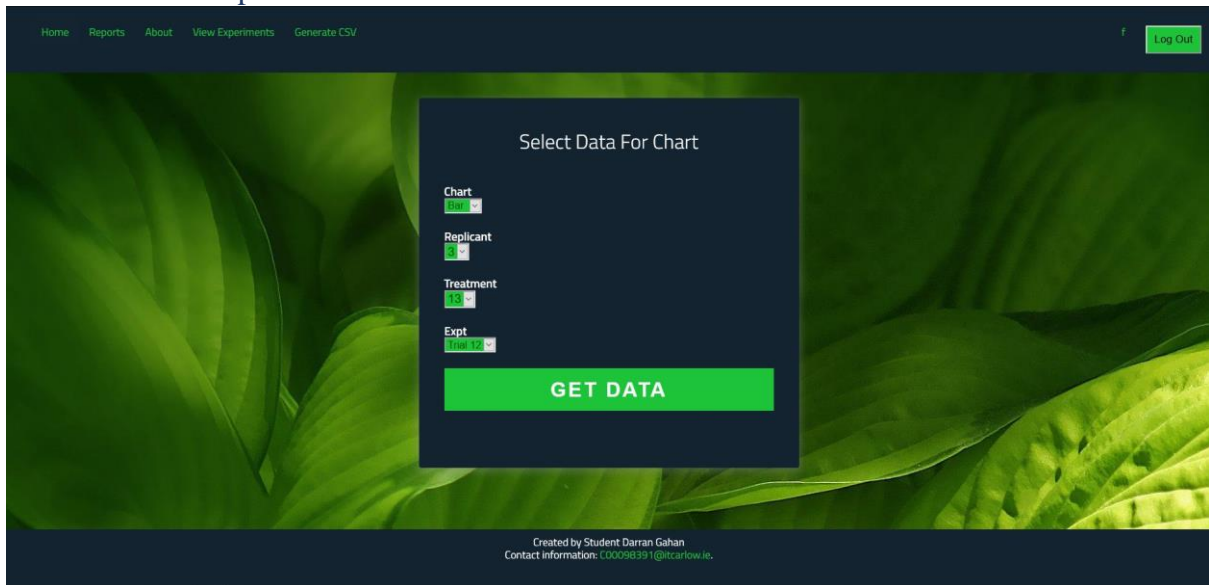 Home Reports About View Experiments Generate CSV f Log Out
Select Data For Chart
Chart
Bar
Replicant
3
Treatment
13
Expt
Trial 12
GET DATA
Created by Student Darran Gahan
Contact information: C00098391@itcarlow.ie.